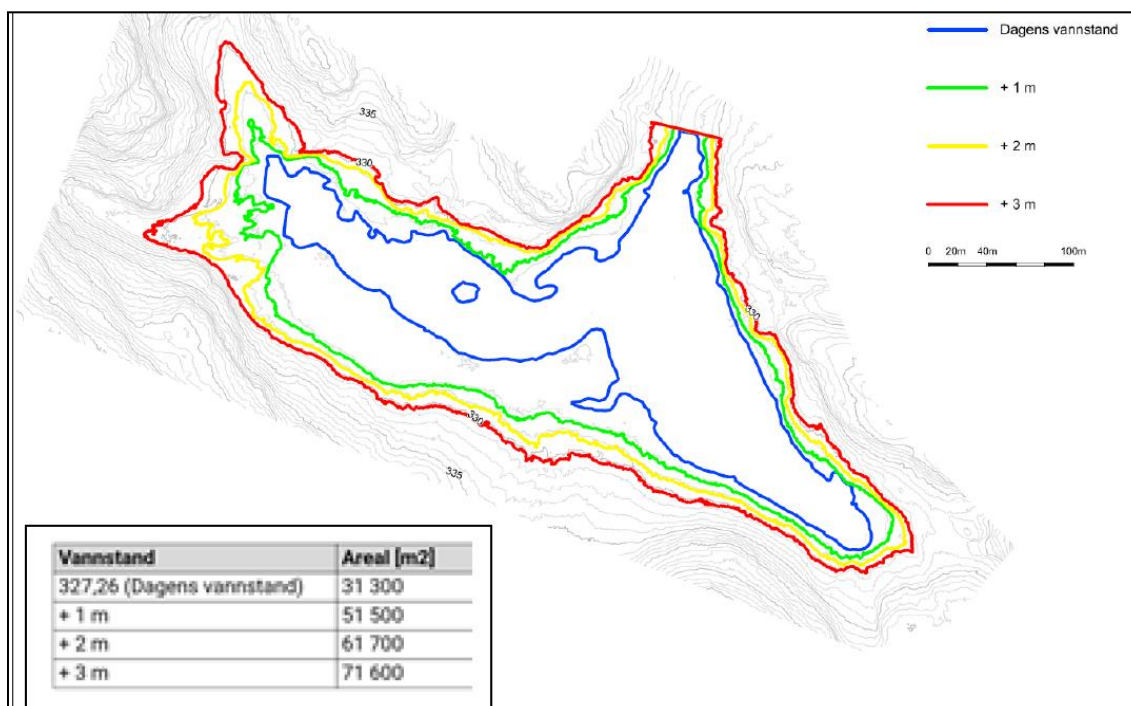 Dagens vannstand
+ 1 m
+ 2 m
+ 3 m
0 20m 40m 100m
335
330
330
330
335
Vannstand Areal [m2]
327,26 (Dagens vannstand) 31 300
+ 1 m 51 500
+ 2 m 61 700
+ 3 m 71 600